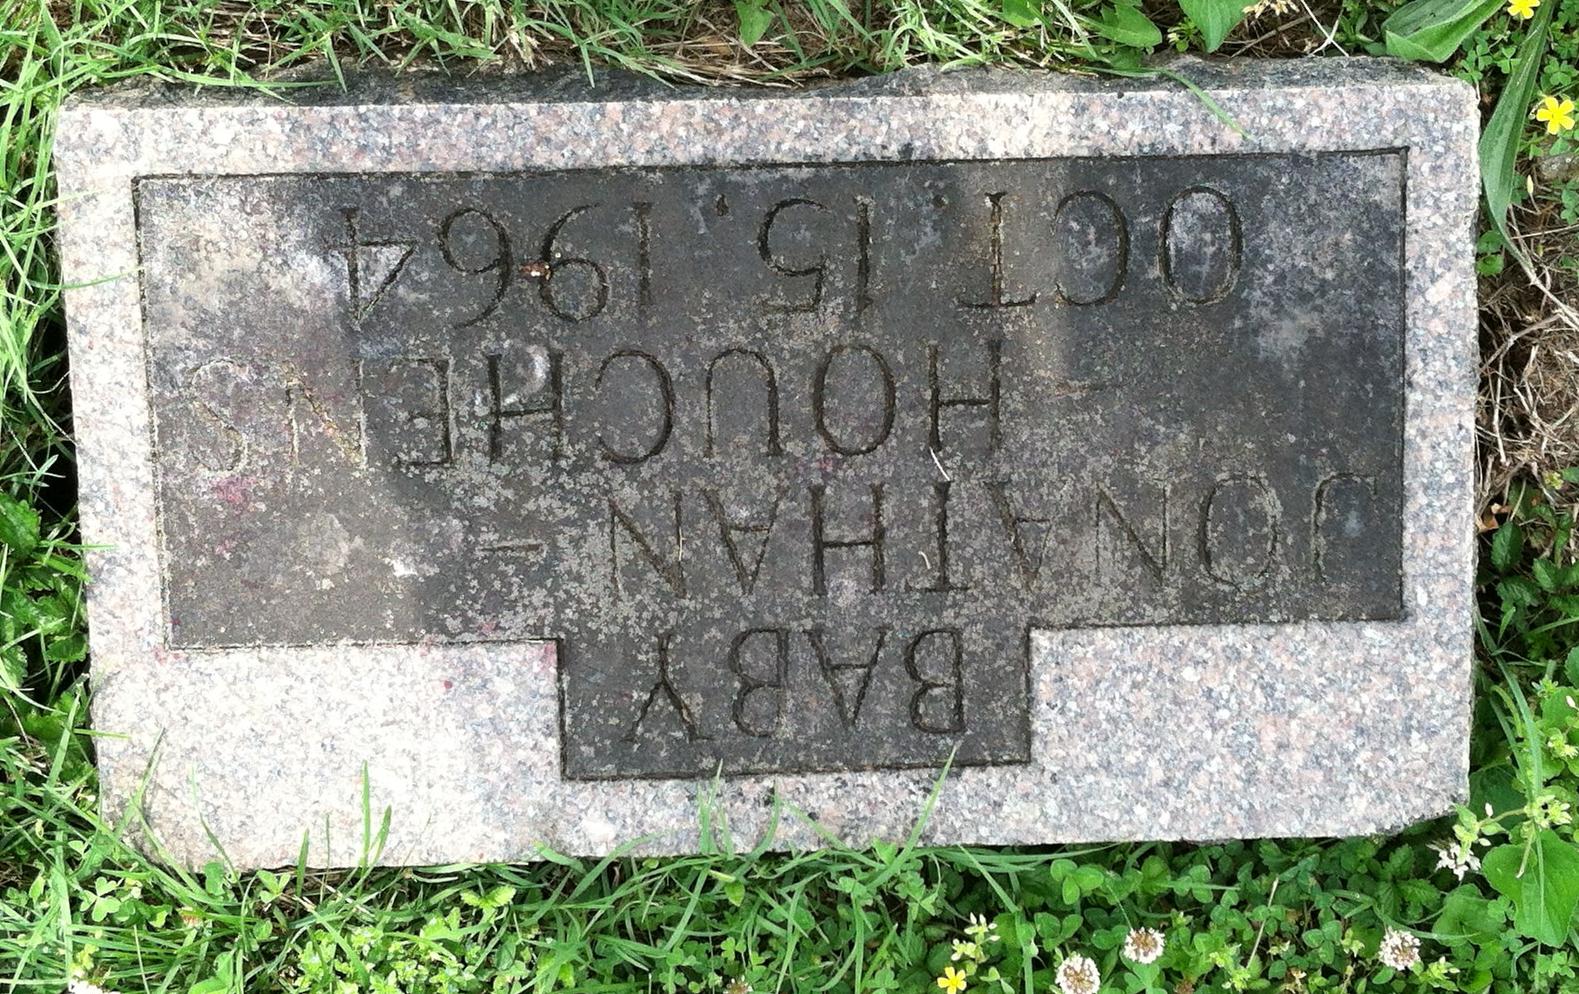 BABY
JONATHAN -
- HOUCHENS
OCT. 15, 1964